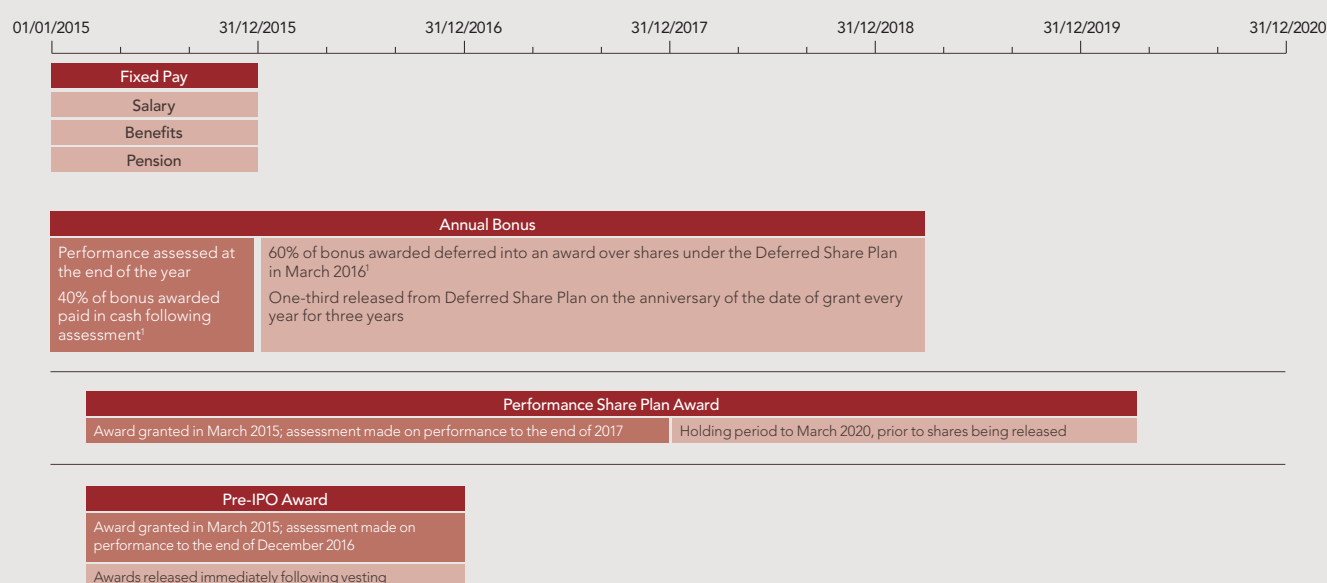 01/01/2015 31/12/2015 31/12/2016 31/12/2017 31/12/2018 31/12/2019 31/12/2020
Fixed Pay
Salary
Benefits
Pension
Annual Bonus
Performance assessed at
the end of the year
40% of bonus awarded
paid in cash following
assessment¹
60% of bonus awarded deferred into an award over shares under the Deferred Share Plan
in March 2016¹
One-third released from Deferred Share Plan on the anniversary of the date of grant every
year for three years
Performance Share Plan Award
Award granted in March 2015; assessment made on performance to the end of 2017
Holding period to March 2020, prior to shares being released
Pre-IPO Award
Award granted in March 2015; assessment made on
performance to the end of December 2016
Awards released immediately following vesting